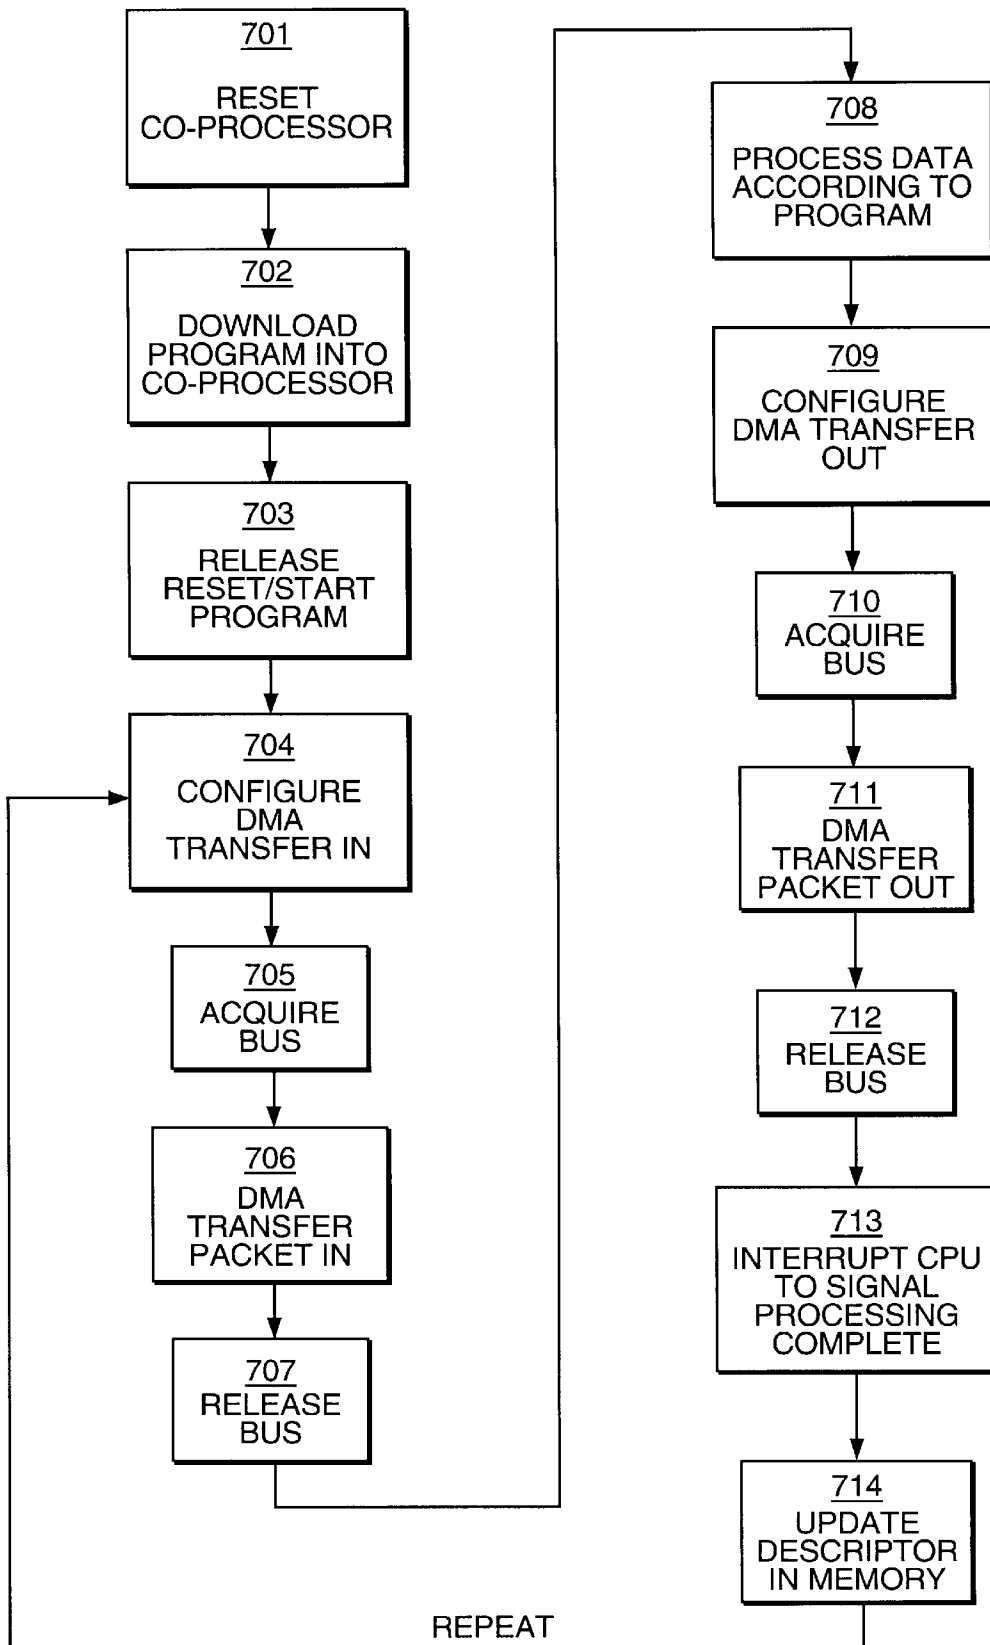 701
RESET
CO-PROCESSOR
702
DOWNLOAD
PROGRAM INTO
CO-PROCESSOR
703
RELEASE
RESET/START
PROGRAM
704
CONFIGURE
DMA
TRANSFER IN
705
ACQUIRE
BUS
706
DMA
TRANSFER
PACKET IN
707
RELEASE
BUS
708
PROCESS DATA
ACCORDING TO
PROGRAM
709
CONFIGURE
DMA TRANSFER
OUT
710
ACQUIRE
BUS
711
DMA
TRANSFER
PACKET OUT
712
RELEASE
BUS
713
INTERRUPT CPU
TO SIGNAL
PROCESSING
COMPLETE
714
UPDATE
DESCRIPTOR
IN MEMORY
REPEAT